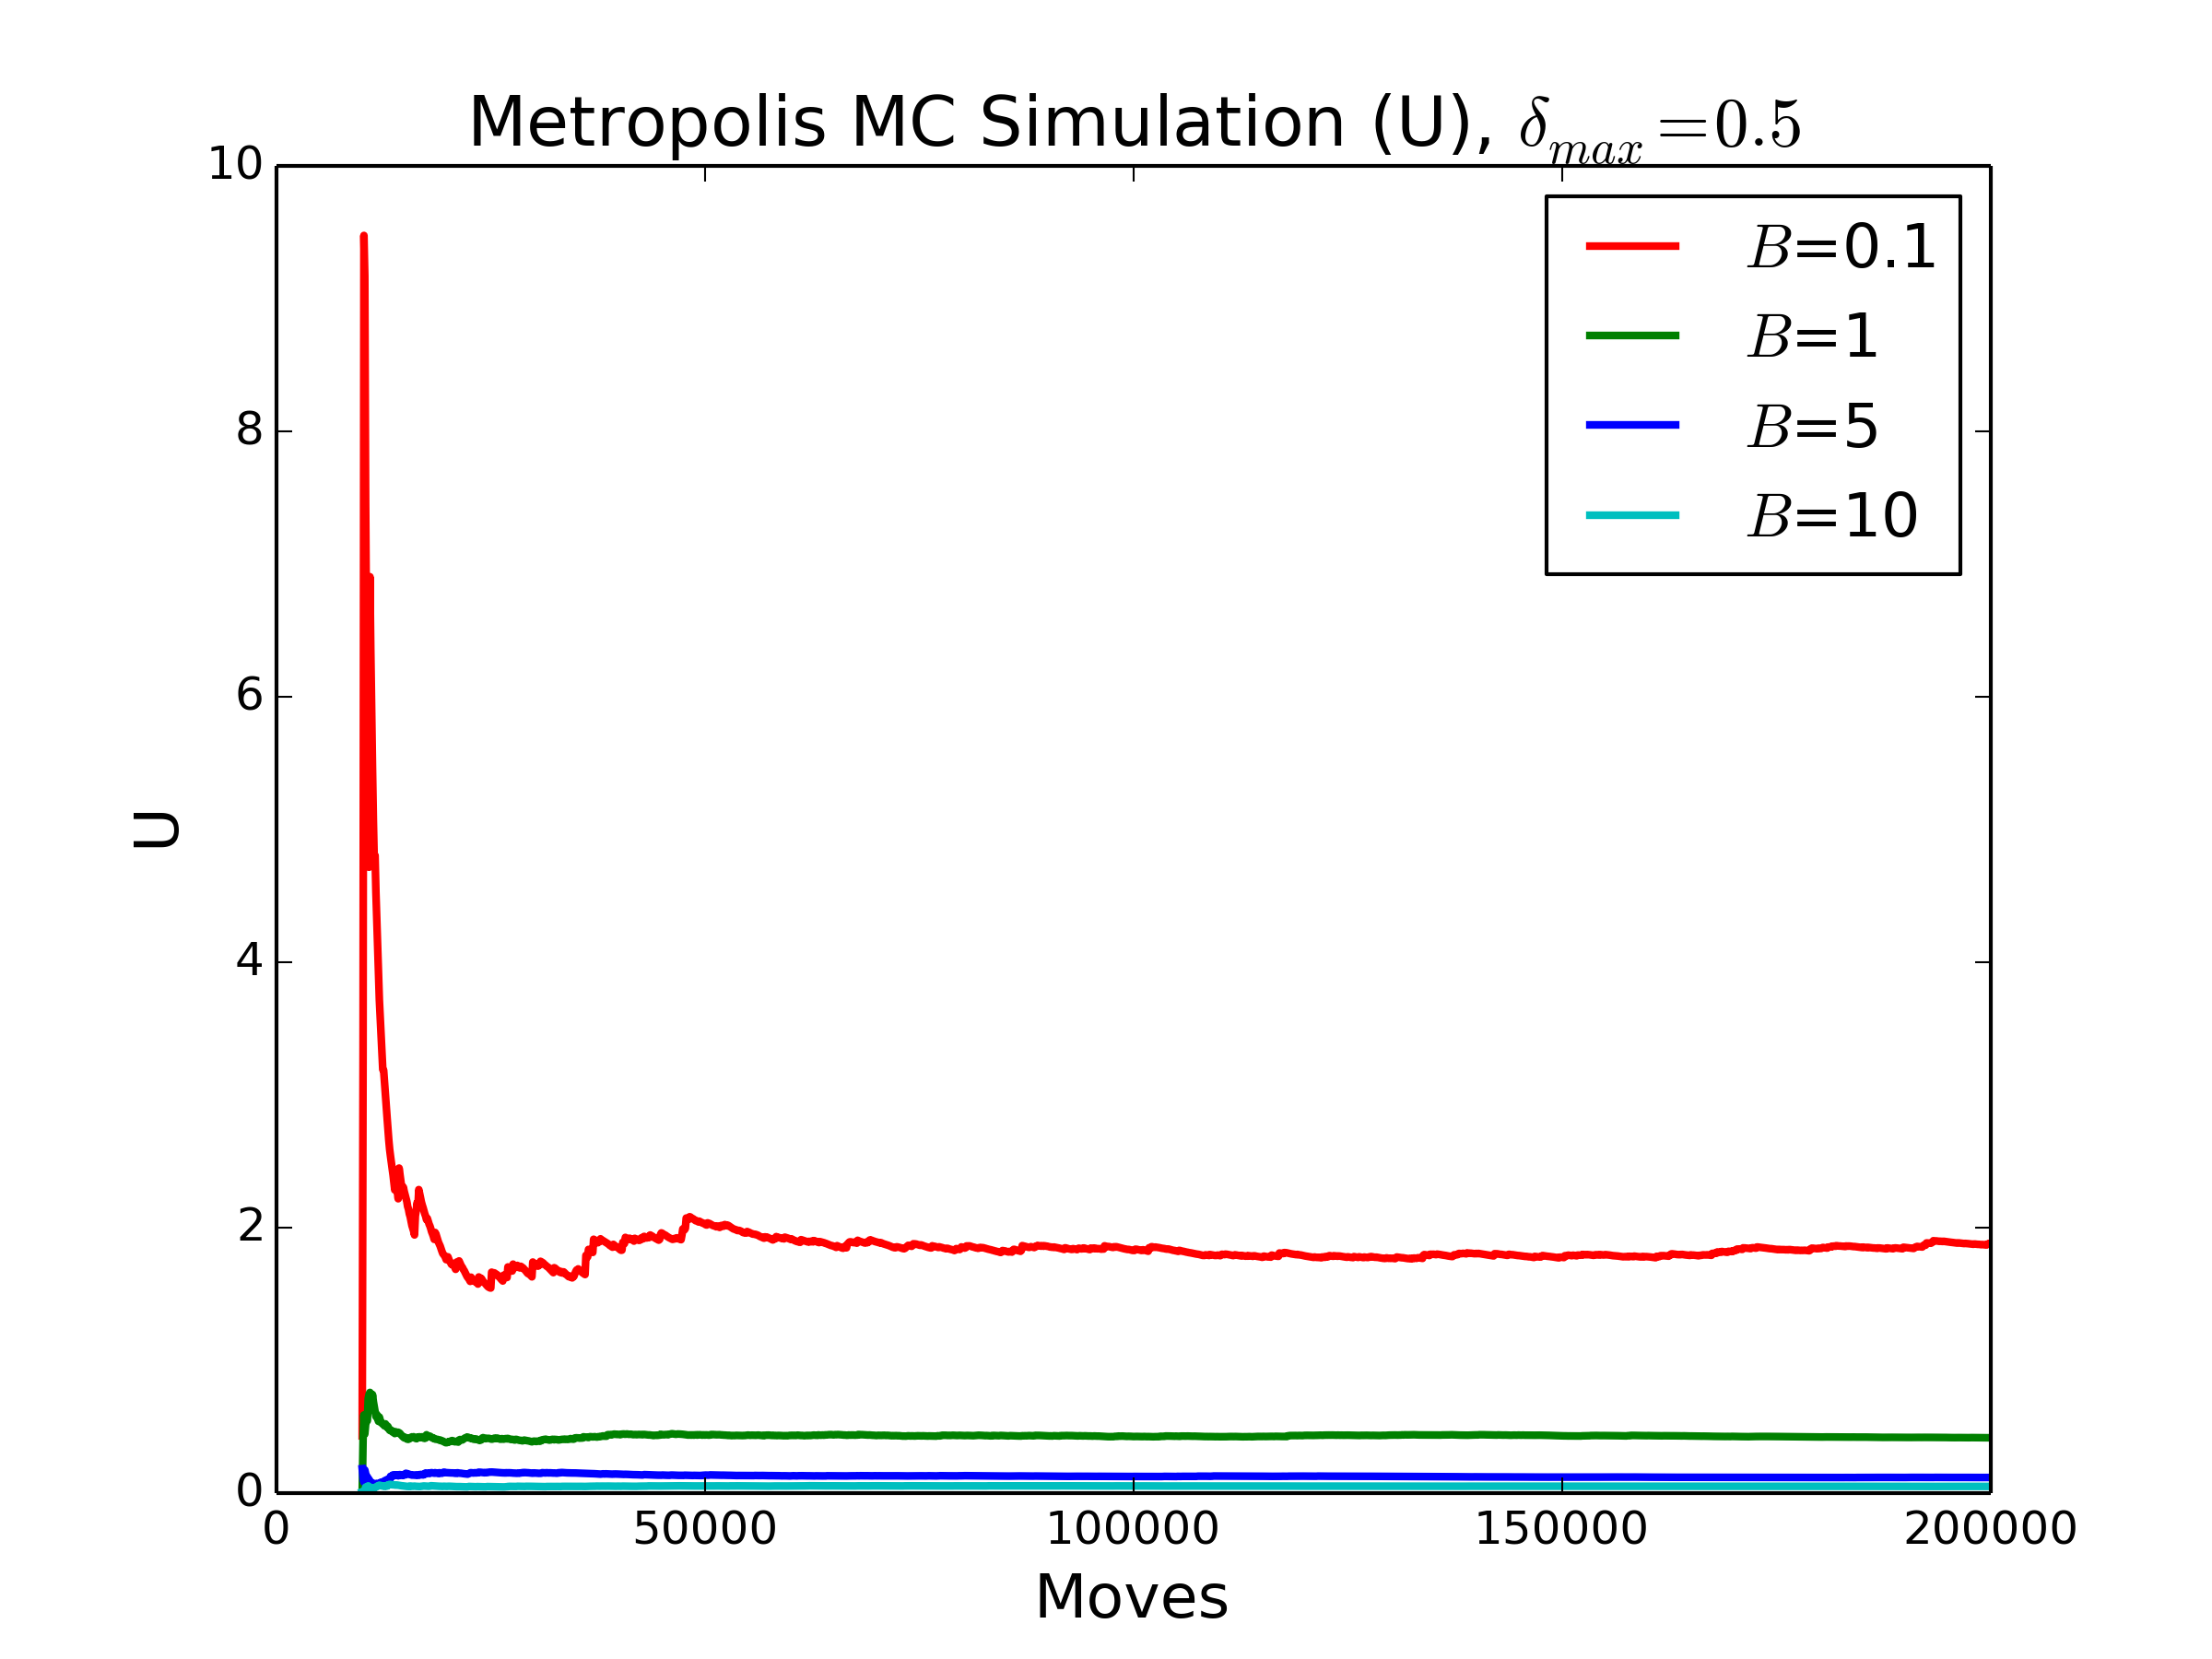 Metropolis MC Simulation (U), δmax=0.5
10
8
6
4
2
0
U
B=0.1
B=1
B=5
B=10
0 50000 100000 150000 200000
Moves